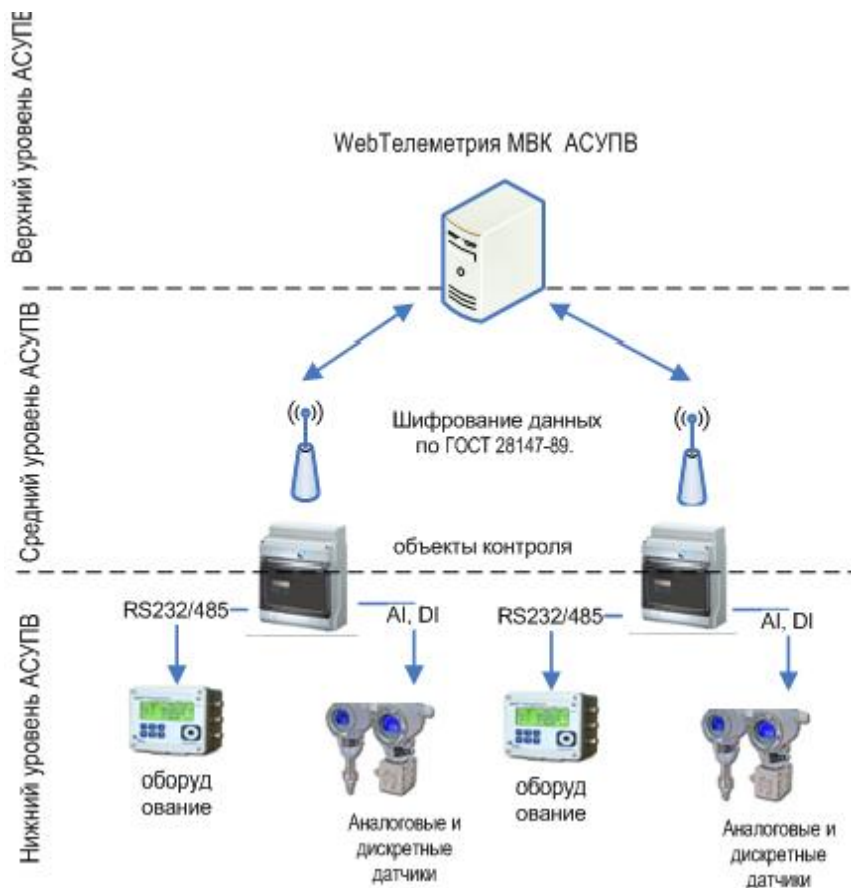 Верхний уровень АСУПВ
WebТелеметрия МВК АСУПВ
Средний уровень АСУПВ
Шифрование данных
по ГОСТ 28147-89.
объекты контроля
Нижний уровень АСУПВ
RS232/485
AI, DI
RS232/485
AI, DI
оборуд
ование
Аналоговые и
дискретные
датчики
оборуд
ование
Аналоговые и
дискретные
датчики